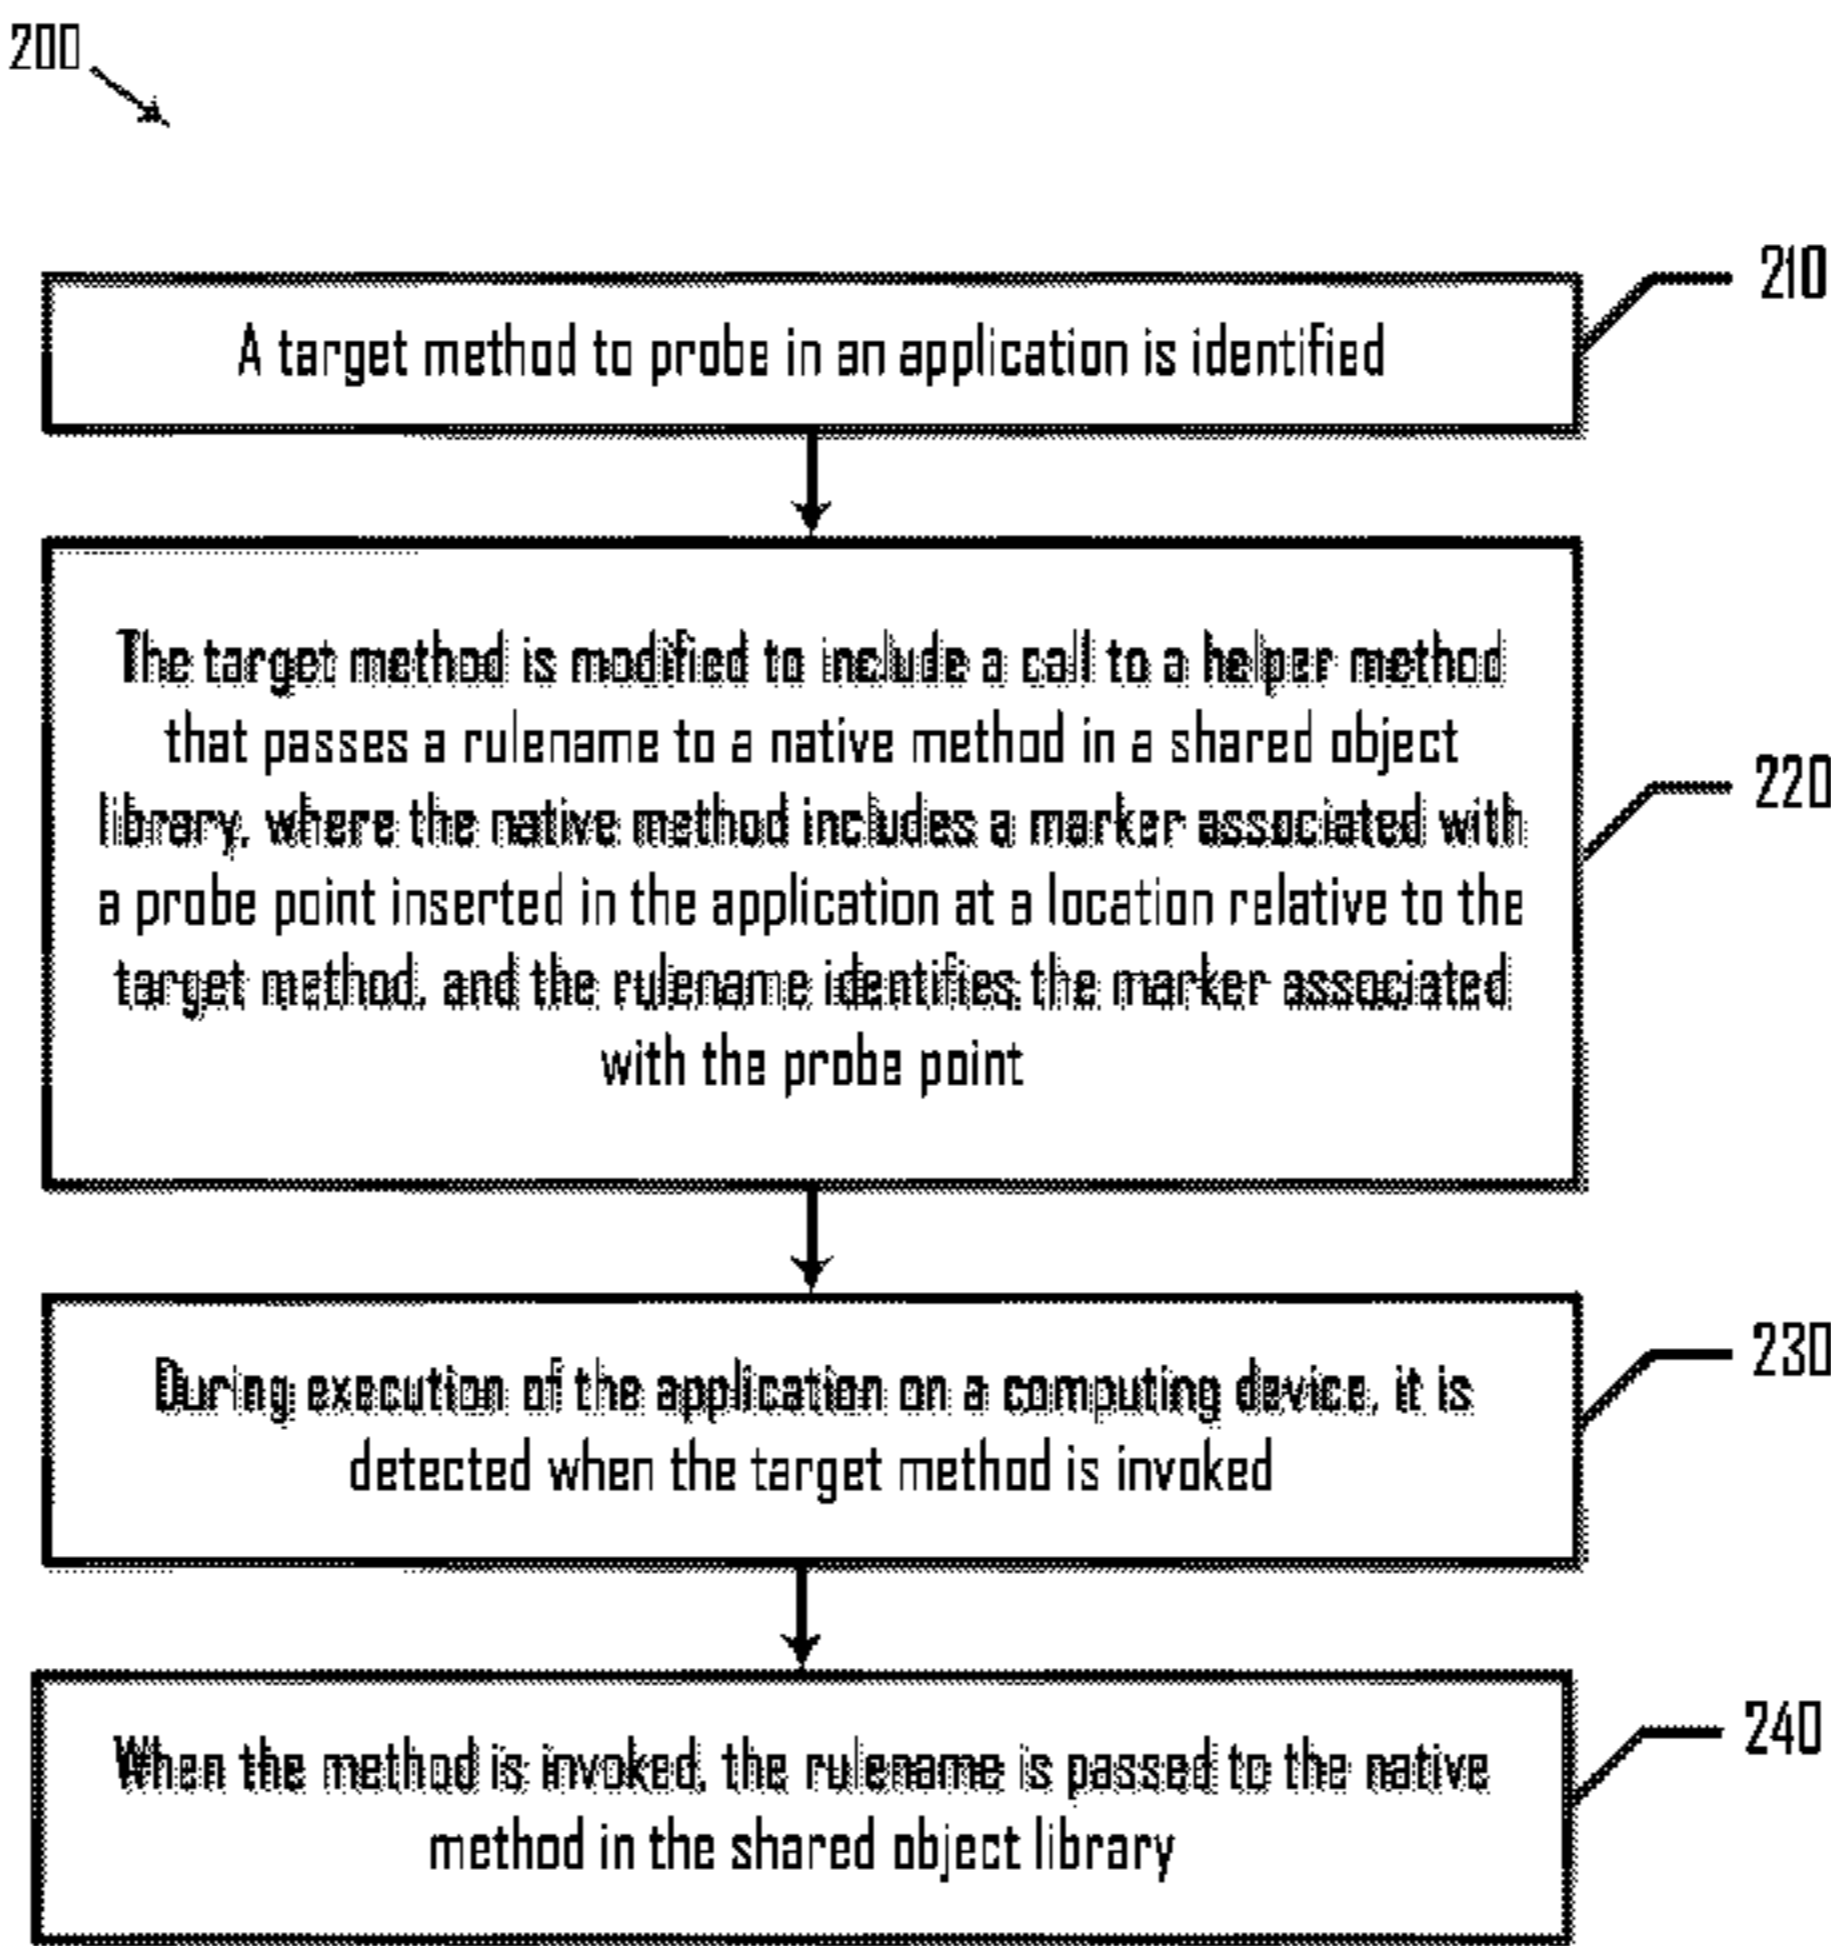 200
210
A target method to probe in an application is identified
The target method is modified to include a call to a helper method
that passes a rulename to a native method in a shared object
library, where the native method includes a marker associated with
a probe point inserted in the application at a location relative to the
target method, and the rulename identifies the marker associated
with the probe point
220
During execution of the application on a computing device, it is
detected when the target method is invoked
230
When the method is invoked, the rulename is passed to the native
method in the shared object library
240